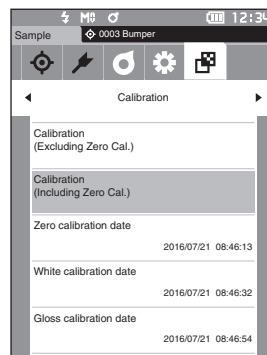 12:34
Sample
0003 Bumper
Calibration
Calibration
(Excluding Zero Cal.)
Calibration
(Including Zero Cal.)
Zero calibration date
2016/07/21 08:46:13
White calibration date
2016/07/21 08:46:32
Gloss calibration date
2016/07/21 08:46:54